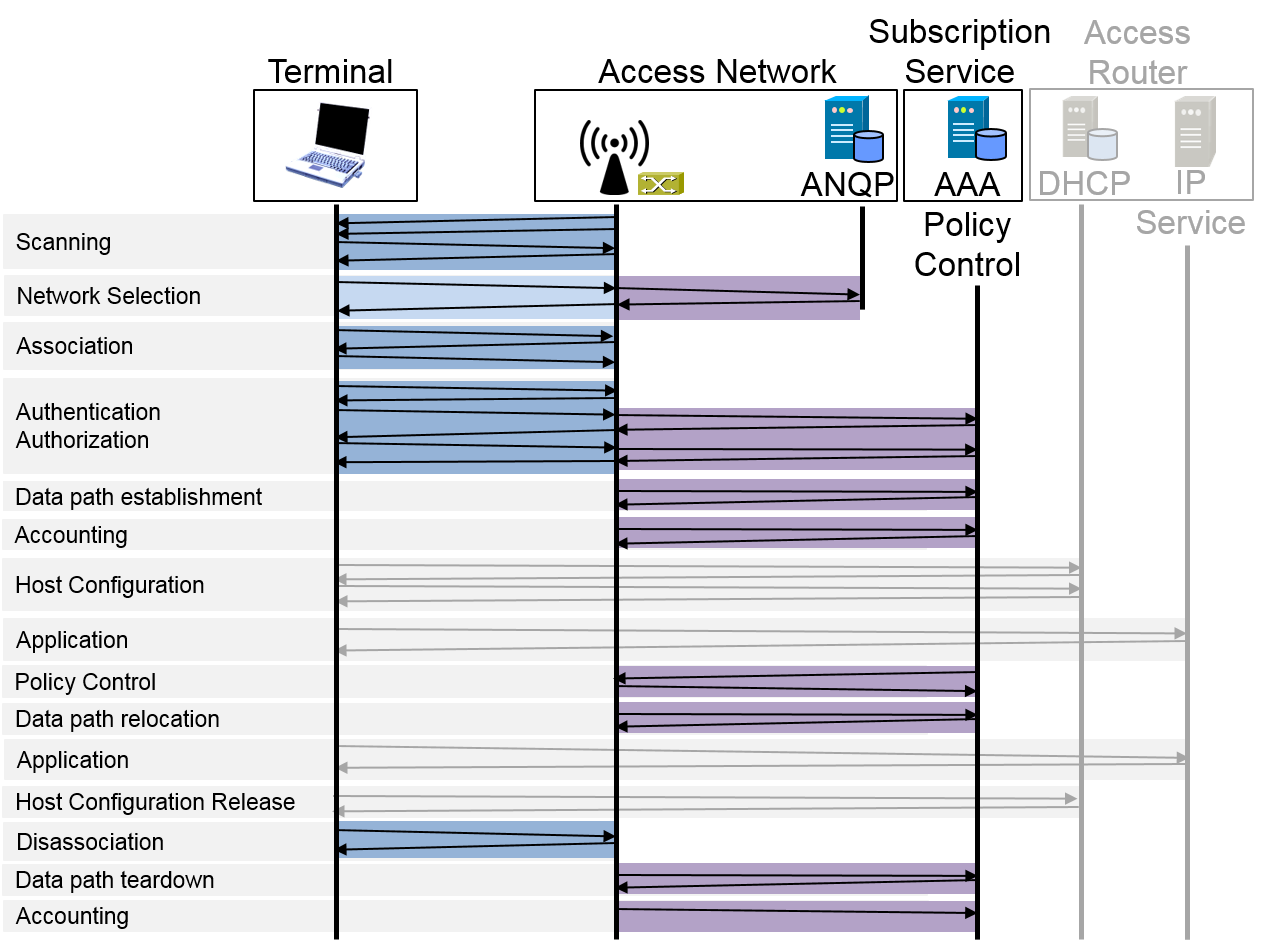 Subscription
Service
Access
Router
Terminal
Access Network
ANQP
AAA
DHCP
IP
Policy
Control
Service
Scanning
Network Selection
Association
Authentication
Authorization
Data path establishment
Accounting
Host Configuration
Application
Policy Control
Data path relocation
Application
Host Configuration Release
Disassociation
Data path teardown
Accounting